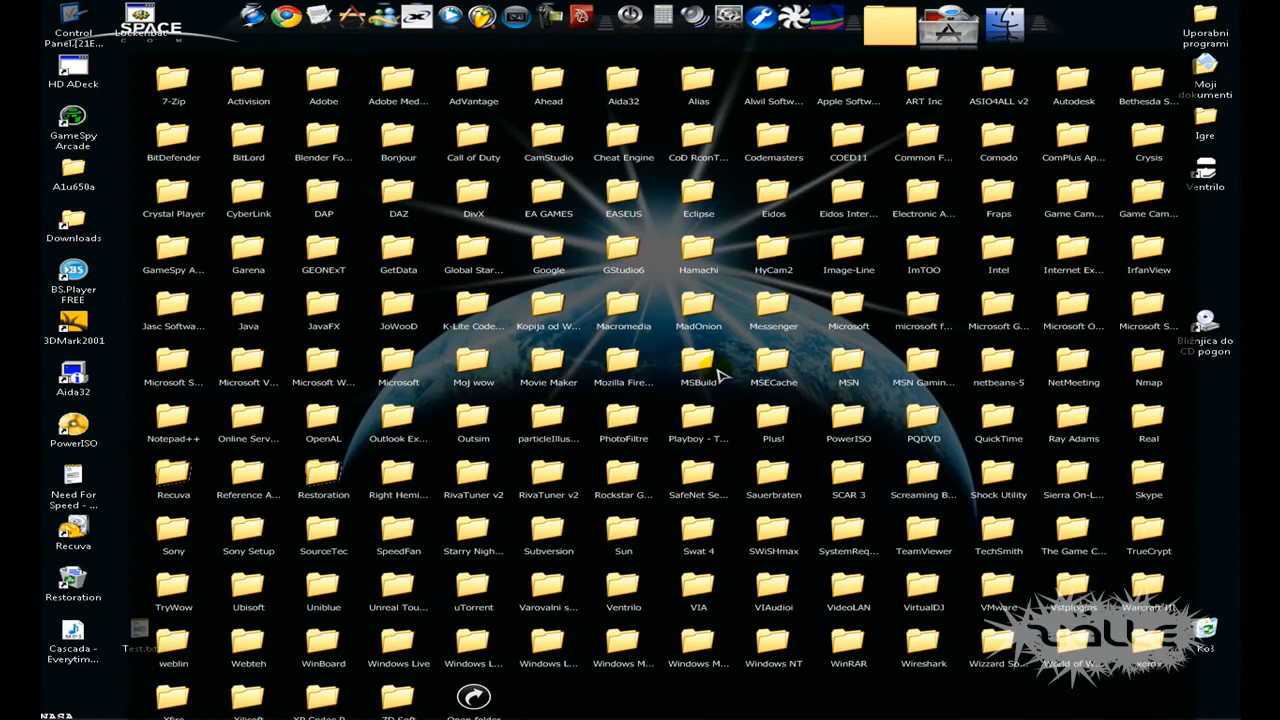 Control
Panel.{21E...
SPACE
COM
HD ADeck
GameSpy
Arcade
A1u650a
Downloads
BS.Player
FREE
3DMark2001
Aida32
PowerISO
Need For
Speed - ...
Recuva
Restoration
Cascada -
Everytim...
Test.txt
NASA
7-Zip Activision Adobe Adobe Med... AdVantage Ahead Aida32 Alias Alwil Softw... Apple Softw... ART Inc ASIO4ALL v2 Autodesk Bethesda S...
BitDefender BitLord Blender Fo... Bonjour Call of Duty CamStudio Cheat Engine CoD RconT... Codemasters COED11 Common F... Comodo ComPlus Ap... Crysis
Crystal Player CyberLink DAP DAZ DivX EA GAMES EASEUS Eclipse Eidos Eidos Inter... Electronic A... Fraps Game Cam... Game Cam...
GameSpy A... Garena GEONExT GetData Global Star... Google GStudio6 Hamachi HyCam2 Image-Line ImTOO Intel Internet Ex... IrfanView
Jasc Softwa... Java JavaFX JoWooD K-Lite Code... Kopija od W... Macromedia MadOnion Messenger Microsoft microsoft f... Microsoft G... Microsoft O... Microsoft S...
Microsoft S... Microsoft V... Microsoft W... Microsoft Moj wow Movie Maker Mozilla Fire... MSBuild MSECache MSN MSN Gamin... netbeans-5 NetMeeting Nmap
Notepad++ Online Serv... OpenAL Outlook Ex... Outsim particleIllus... PhotoFiltre Playboy - T... Plus! PowerISO PQDVD QuickTime Ray Adams Real
Recuva Reference A... Restoration Right Hemi... RivaTuner v2 RivaTuner v2 Rockstar G... SafeNet Se... Sauerbraten SCAR 3 Screaming B... Shock Utility Sierra On-L... Skype
Sony Sony Setup SourceTec SpeedFan Starry Nigh... Subversion Sun Swat 4 SWiSHmax SystemReq... TeamViewer TechSmith The Game C... TrueCrypt
TryWow Ubisoft Uniblue Unreal Tou... uTorrent Varovalni s... Ventrilo VIA VIAudioi VideoLAN VirtualDJ VMware Vstplugins Warcraft III
weblin Webteh WinBoard Windows Live Windows L... Windows L... Windows M... Windows M... Windows NT WinRAR Wireshark Wizzard So... World of W... xerox
Xfire Xilisoft XP Codec P... ZD Soft Open folder
Uporabni
programi
Moji
dokumenti
Igre
Ventrilo
Bližnjica do
CD pogon
Koš